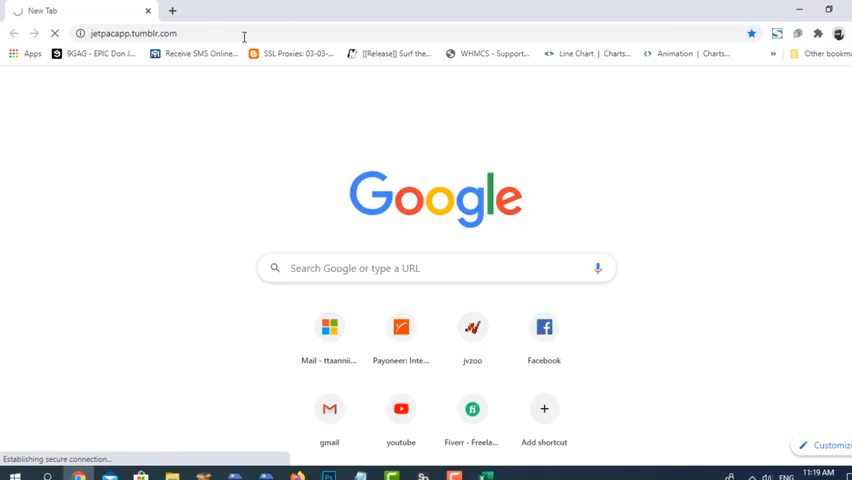 New Tab
jetpacapp.tumblr.com
Apps 9GAG - EPIC Don J... Receive SMS Online... SSL Proxies: 03-03-... [[Release]] Surf the... WHMCS - Support... Line Chart | Charts... Animation | Charts... » Other bookma
Google
Search Google or type a URL
Mail - ttaannii... Payoneer: Inte... jvzoo Facebook
gmail youtube Fiverr - Freela... Add shortcut
Customize
Establishing secure connection...
ENG 11:19 AM